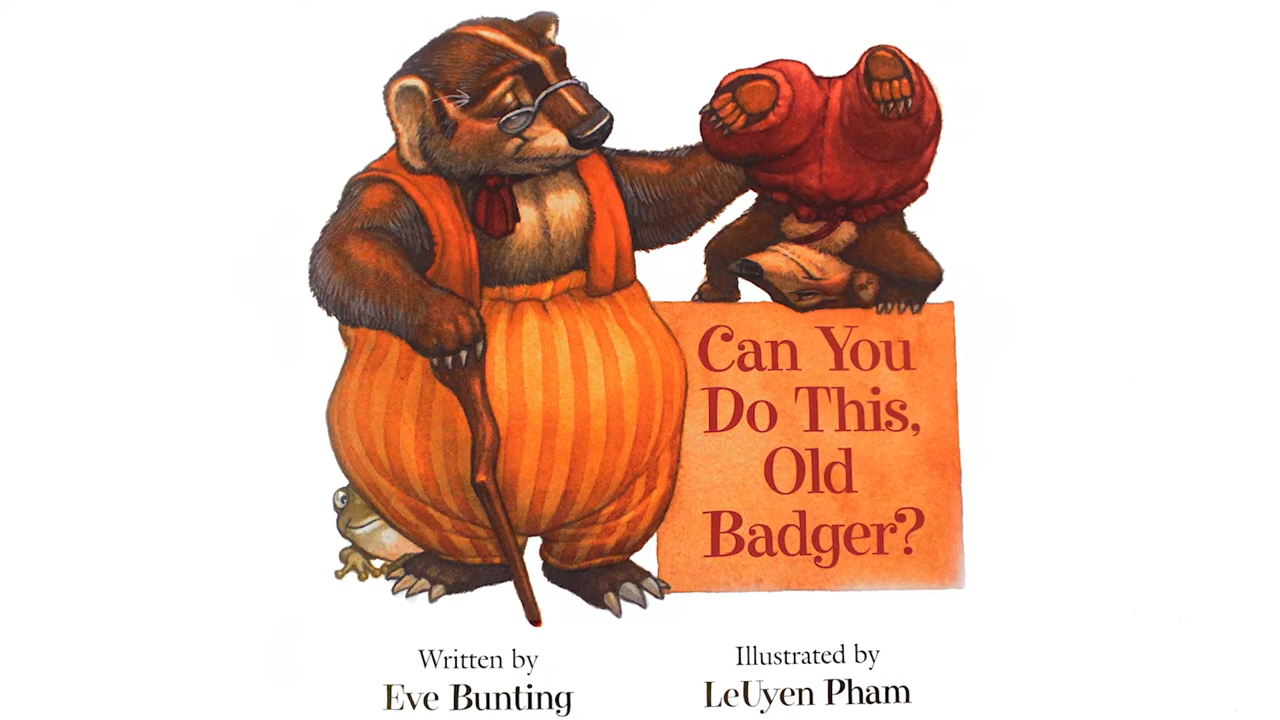 Can You
Do This,
Old
Badger?
Written by
Eve Bunting
Illustrated by
LeUyen Pham